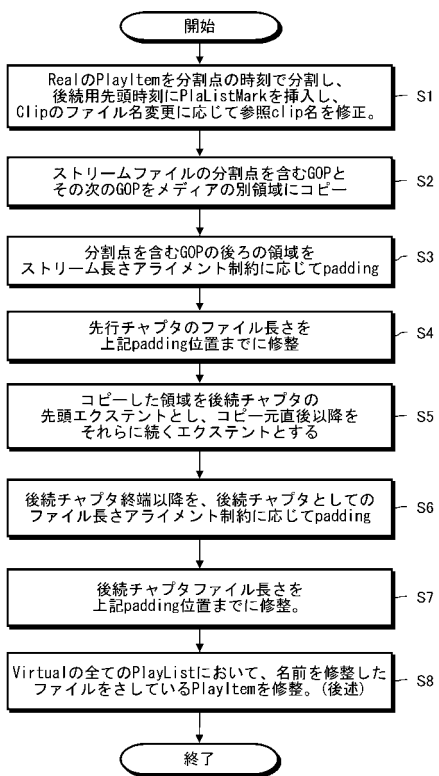 開始
RealのPlayItemを分割点の時刻で分割し、
後続用先頭時刻にPlaListMarkを挿入し、
Clipのファイル名変更に応じて参照clip名を修正。
S1
ストリームファイルの分割点を含むGOPと
その次のGOPをメディアの別領域にコピー
S2
分割点を含むGOPの後ろの領域を
ストリーム長さアライメント制約に応じてpadding
S3
先行チャプタのファイル長さを
上記padding位置までに修整
S4
コピーした領域を後続チャプタの
先頭エクステントとし、コピー元直後以降を
それらに続くエクステントとする
S5
後続チャプタ終端以降を、後続チャプタとしての
ファイル長さアライメント制約に応じてpadding
S6
後続チャプタファイル長さを
上記padding位置までに修整。
S7
Virtualの全てのPlayListにおいて、名前を修整した
ファイルをさしているPlayItemを修整。(後述)
S8
終了